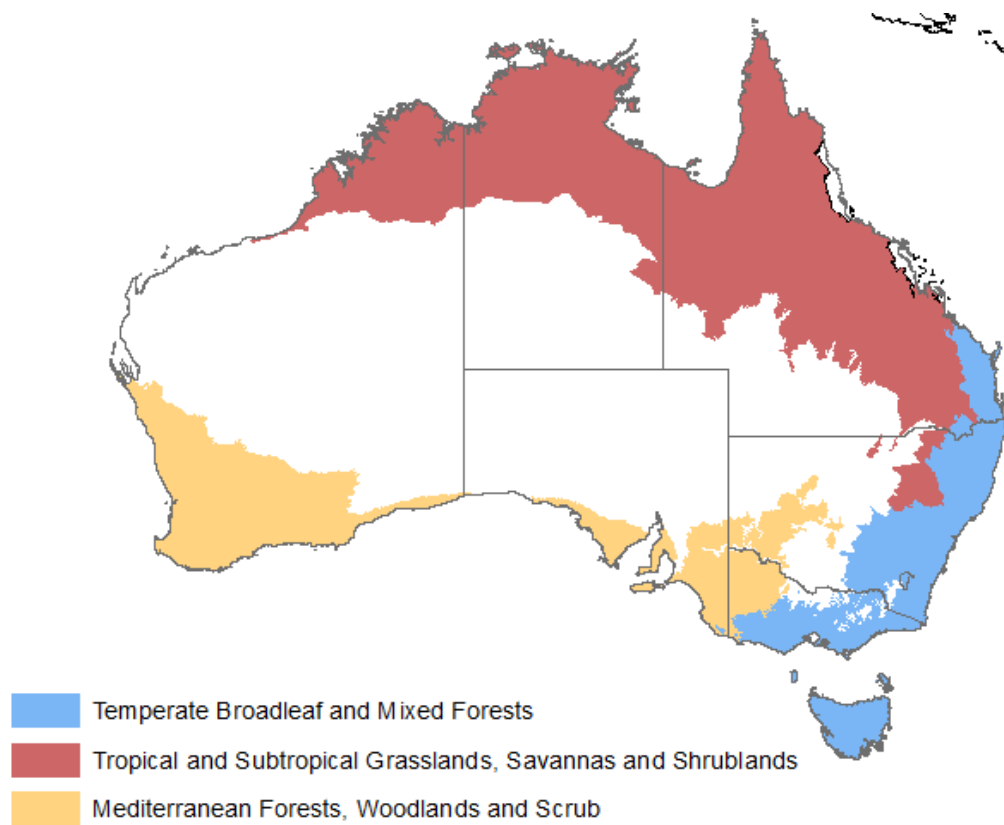 Temperate Broadleaf and Mixed Forests
Tropical and Subtropical Grasslands, Savannas and Shrublands
Mediterranean Forests, Woodlands and Scrub